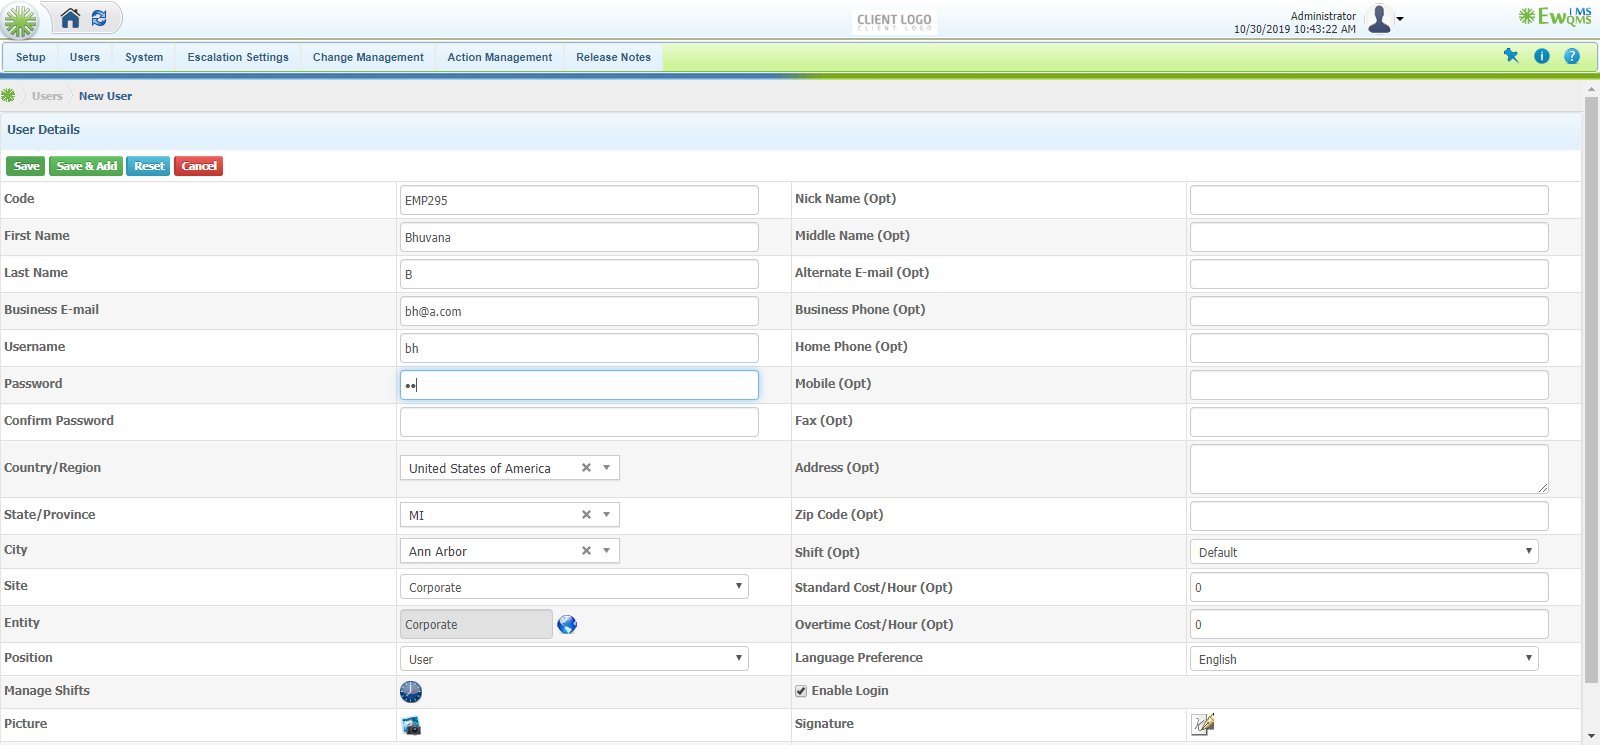 CLIENT LOGO
Administrator
10/30/2019 10:43:22 AM
EwIMS
QMS
Setup Users System Escalation Settings Change Management Action Management Release Notes
Users New User
User Details
Save Save & Add Reset Cancel
Code EMP295 Nick Name (Opt)
First Name Bhuvana Middle Name (Opt)
Last Name B Alternate E-mail (Opt)
Business E-mail bh@a.com Business Phone (Opt)
Username bh Home Phone (Opt)
Password •• Mobile (Opt)
Confirm Password Fax (Opt)
Country/Region United States of America Address (Opt)
State/Province MI Zip Code (Opt)
City Ann Arbor Shift (Opt) Default
Site Corporate Standard Cost/Hour (Opt) 0
Entity Corporate Overtime Cost/Hour (Opt) 0
Position User Language Preference English
Manage Shifts Enable Login
Picture Signature